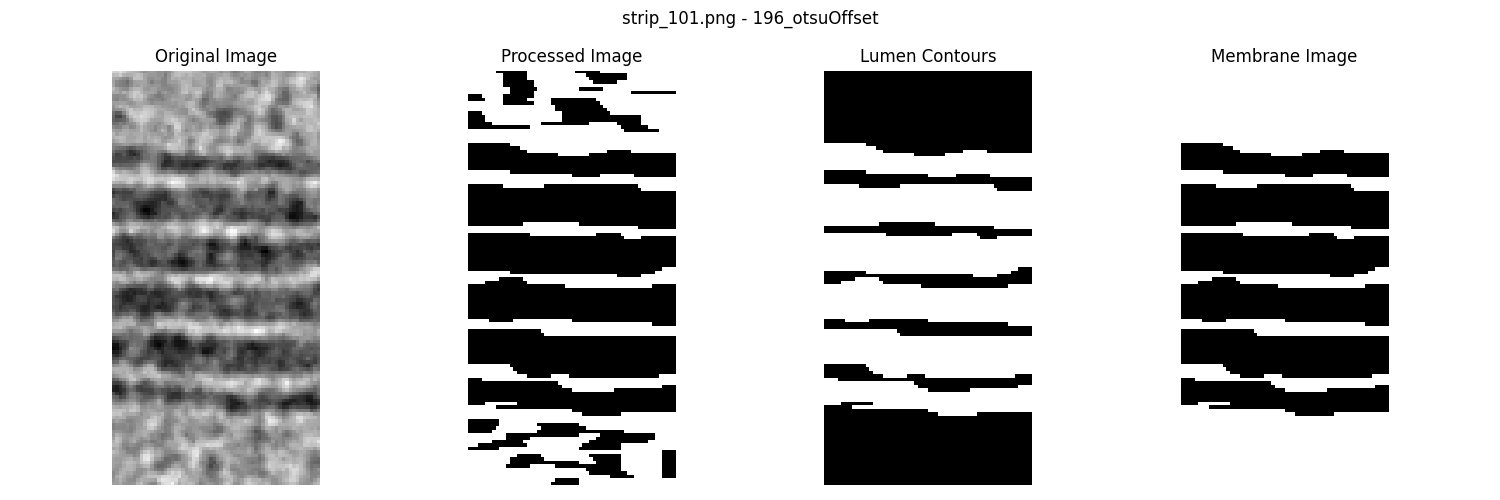 strip_101.png - 196_otsuOffset
Original Image
Processed Image
Lumen Contours
Membrane Image